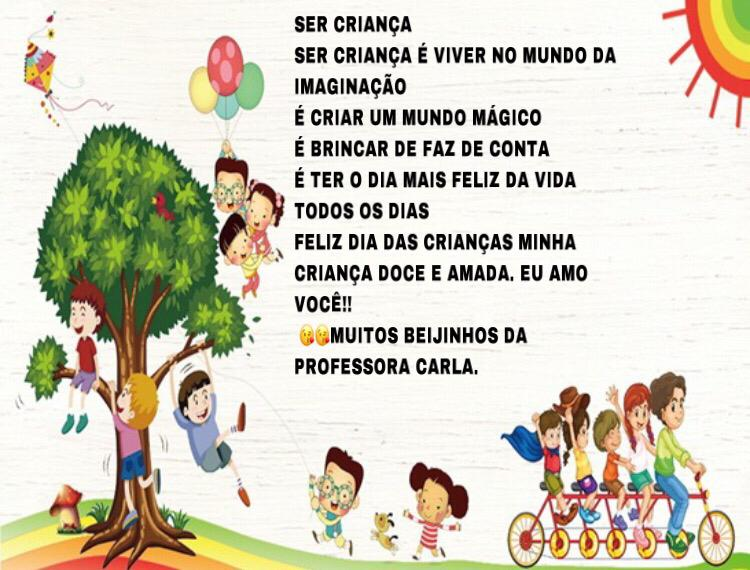 SER CRIANÇA
SER CRIANÇA É VIVER NO MUNDO DA
IMAGINAÇÃO
É CRIAR UM MUNDO MÁGICO
É BRINCAR DE FAZ DE CONTA
É TER O DIA MAIS FELIZ DA VIDA
TODOS OS DIAS
FELIZ DIA DAS CRIANÇAS MINHA
CRIANÇA DOCE E AMADA. EU AMO
VOCÊ!!
😘😘MUITOS BEIJINHOS DA
PROFESSORA CARLA.